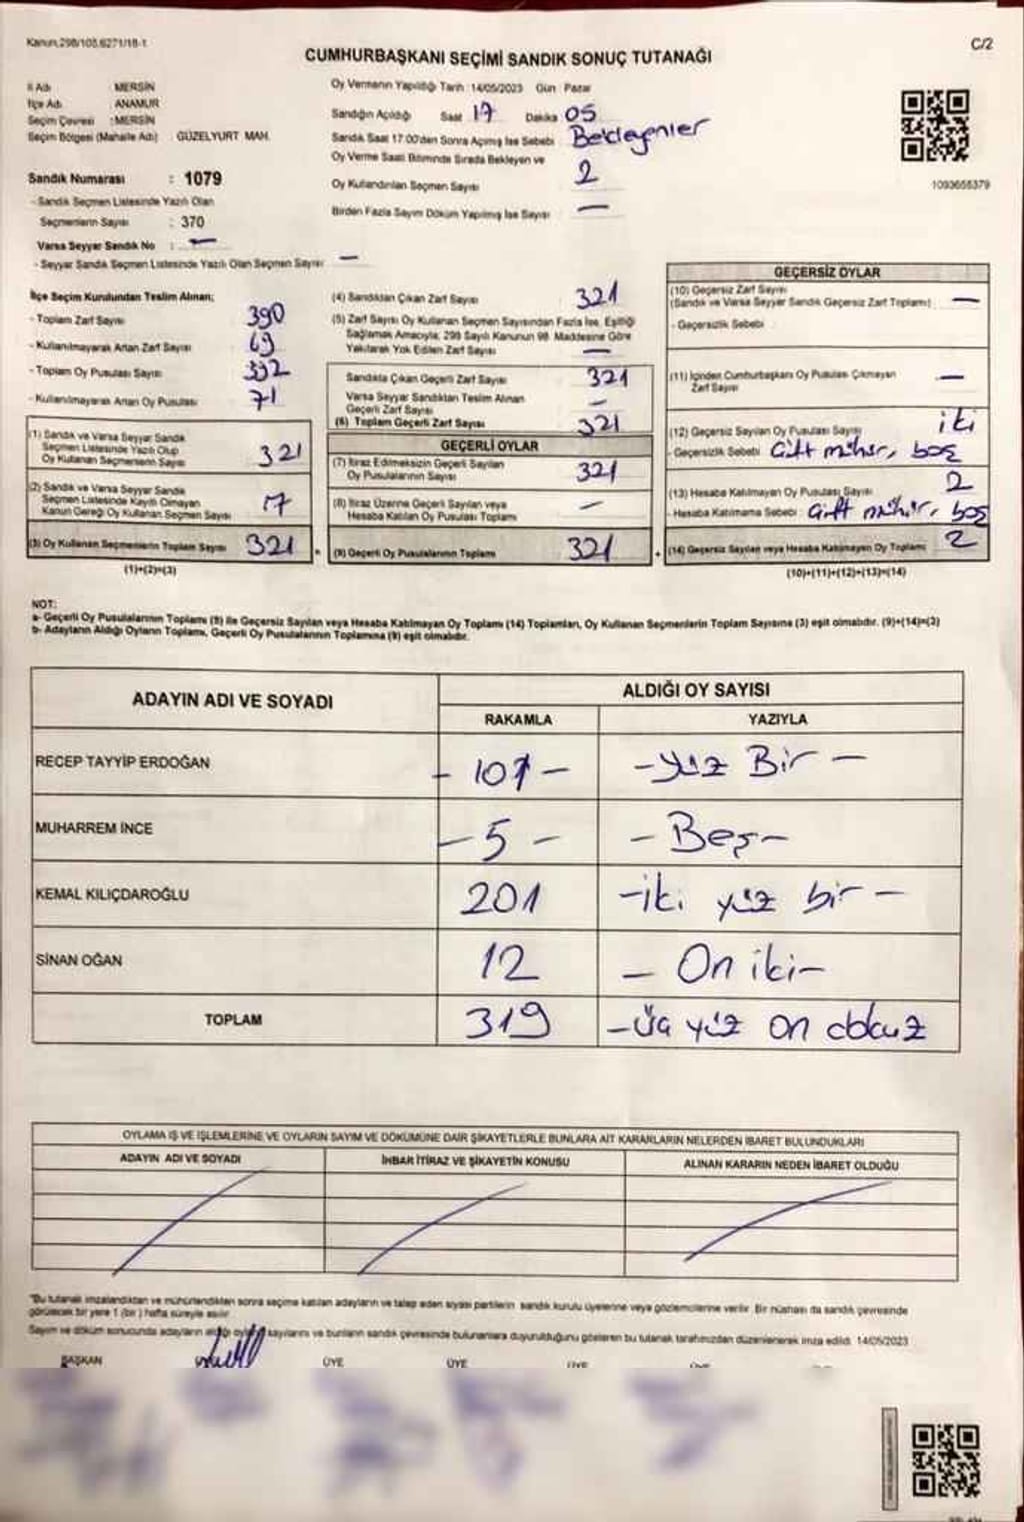 Kanun,298/105,6271/18-1
C/2
CUMHURBAŞKANI SEÇİMİ SANDIK SONUÇ TUTANAĞI
İl Adı : MERSİN
İlçe Adı : ANAMUR
Seçim Çevresi : MERSİN
Seçim Bölgesi (Mahalle Adı) : GÜZELYURT MAH.
Sandık Numarası : 1079
- Sandık Seçmen Listesinde Yazılı Olan
Seçmenlerin Sayısı : 370
Varsa Seyyar Sandık No : —
- Seyyar Sandık Seçmen Listesinde Yazılı Olan Seçmen Sayısı —
Oy Vermenin Yapıldığı Tarih : 14/05/2023 Gün : Pazar
Sandığın Açıldığı Saat 17 Dakika 05
Sandık Saat 17.00'den Sonra Açımış İse Sebebi Bekleyenler
Oy Verme Saati Bitiminde Sırada Bekleyen ve
Oy Kullandırılan Seçmen Sayısı 2
Birden Fazla Sayım Döküm Yapılmış İse Sayısı —
1093655379
İlçe Seçim Kurulundan Teslim Alınan;
- Toplam Zarf Sayısı 390
- Kullanılmayarak Artan Zarf Sayısı 69
- Toplam Oy Pusulası Sayısı 392
- Kullanılmayarak Artan Oy Pusulası 71
(1) Sandık ve Varsa Seyyar Sandık
Seçmen Listesinde Yazılı Olup
Oy Kullanan Seçmenlerin Sayısı 321
(2) Sandık ve Varsa Seyyar Sandık
Seçmen Listesinde Kayıtlı Olmayan
Kanun Gereği Oy Kullanan Seçmen Sayısı
(3) Oy Kullanan Seçmenlerin Toplam Sayısı 321
(1)+(2)=(3)
(4) Sandıktan Çıkan Zarf Sayısı 321
(5) Zarf Sayısı Oy Kullanan Seçmen Sayısından Fazla İse, Eşitliği
Sağlamak Amacıyla, 298 Sayılı Kanunun 98. Maddesine Göre
Yakılarak Yok Edilen Zarf Sayısı —
Sandıkta Çıkan Geçerli Zarf Sayısı 321
Varsa Seyyar Sandıktan Teslim Alınan
Geçerli Zarf Sayısı —
(6) Toplam Geçerli Zarf Sayısı 321
GEÇERLİ OYLAR
(7) İtiraz Edilmeksizin Geçerli Sayılan
Oy Pusulasının Sayısı 321
(8) İtiraz Üzerine Geçerli Sayılan veya
Hesaba Katılan Oy Pusulası Toplamı —
(9) Geçerli Oy Pusulalarının Toplamı 321
GEÇERSİZ OYLAR
(10) Geçersiz Zarf Sayısı
(Sandık ve Varsa Seyyar Sandık Geçersiz Zarf Toplamı) —
- Geçersizlik Sebebi
(11) İçinden Cumhurbaşkanı Oy Pusulası Çıkmayan
Zarf Sayısı —
(12) Geçersiz Sayılan Oy Pusulası Sayısı iki
- Geçersizlik Sebebi Çift mühür, boş
(13) Hesaba Katılmayan Oy Pusulası Sayısı 2
- Hesaba Katılmama Sebebi : Çift mühür, boş
(14) Geçersiz Sayılan veya Hesaba Katılmayan Oy Toplamı 2
(10)+(11)+(12)+(13)=(14)
NOT:
a- Geçerli Oy Pusulalarının Toplamı (9) ile Geçersiz Sayılan veya Hesaba Katılmayan Oy Toplamı (14) Toplamları, Oy Kullanan Seçmenlerin Toplam Sayısına (3) eşit olmalıdır. (9)+(14)=(3)
b- Adayların Aldığı Oyların Toplamı, Geçerli Oy Pusulalarının Toplamına (9) eşit olmalıdır.
ADAYIN ADI VE SOYADI
ALDIĞI OY SAYISI
RAKAMLA YAZIYLA
RECEP TAYYİP ERDOĞAN - 101 - - yüz Bir -
MUHARREM İNCE - 5 - - Beş -
KEMAL KILIÇDAROĞLU 201 - iki yüz bir -
SİNAN OĞAN 12 - On iki -
TOPLAM 319 - üç yüz on dokuz
OYLAMA İŞ VE İŞLEMLERİNE VE OYLARIN SAYIM VE DÖKÜMÜNE DAİR ŞİKAYETLERLE BUNLARA AİT KARARLARIN NELERDEN İBARET BULUNDUKLARI
ADAYIN ADI VE SOYADI İHBAR İTİRAZ VE ŞİKAYETİN KONUSU ALINAN KARARIN NEDEN İBARET OLDUĞU
"Bu tutanak imzalandıktan ve mühürlendikten sonra seçime katılan adayların ve talep eden siyasi partilerin sandık kurulu üyelerine veya gözlemcilerine verilir. Bir nüshası da sandık çevresinde
görülecek bir yere 1 (bir ) hafta süreyle asılır.
Sayım ve döküm sonucunda adayların aldığı oyların sayılarını ve bunların sandık çevresinde bulunanlara duyurulduğunu gösteren bu tutanak tarafımızdan düzenlenerek imza edildi. 14/05/2023
BAŞKAN ÜYE ÜYE ÜYE